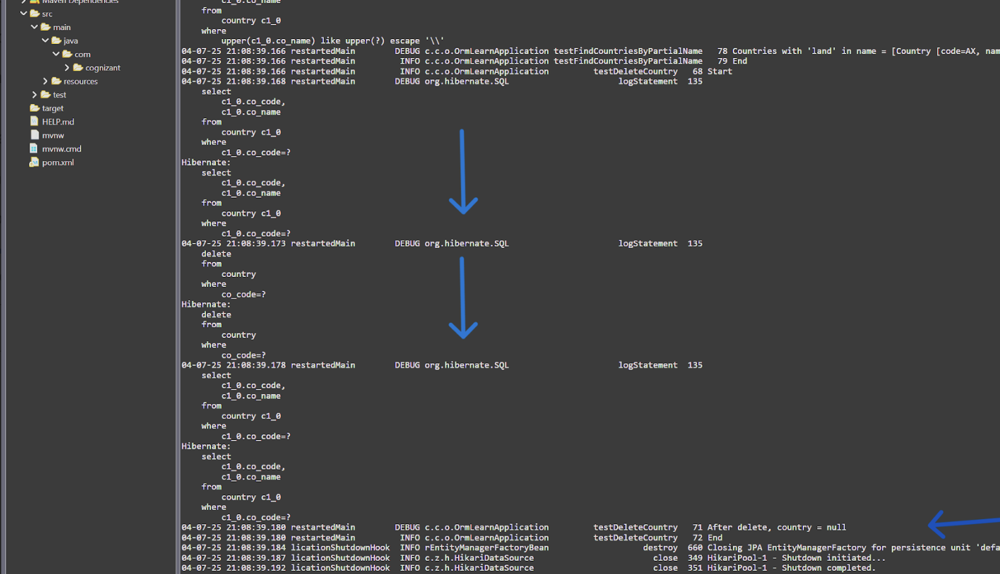 Maven Dependencies
src
main
java
com
cognizant
resources
test
target
HELP.md
mvnw
mvnw.cmd
pom.xml
c1_0.co_name
from
country c1_0
where
upper(c1_0.co_name) like upper(?) escape '\\'
04-07-25 21:08:39.166 restartedMain DEBUG c.c.o.OrmLearnApplication testFindCountriesByPartialName 78 Countries with 'land' in name = [Country [code=AX, nam
04-07-25 21:08:39.166 restartedMain INFO c.c.o.OrmLearnApplication testFindCountriesByPartialName 79 End
04-07-25 21:08:39.166 restartedMain INFO c.c.o.OrmLearnApplication testDeleteCountry 68 Start
04-07-25 21:08:39.168 restartedMain DEBUG org.hibernate.SQL logStatement 135
select
c1_0.co_code,
c1_0.co_name
from
country c1_0
where
c1_0.co_code=?
Hibernate:
select
c1_0.co_code,
c1_0.co_name
from
country c1_0
where
c1_0.co_code=?
04-07-25 21:08:39.173 restartedMain DEBUG org.hibernate.SQL logStatement 135
delete
from
country
where
co_code=?
Hibernate:
delete
from
country
where
co_code=?
04-07-25 21:08:39.178 restartedMain DEBUG org.hibernate.SQL logStatement 135
select
c1_0.co_code,
c1_0.co_name
from
country c1_0
where
c1_0.co_code=?
Hibernate:
select
c1_0.co_code,
c1_0.co_name
from
country c1_0
where
c1_0.co_code=?
04-07-25 21:08:39.180 restartedMain DEBUG c.c.o.OrmLearnApplication testDeleteCountry 71 After delete, country = null
04-07-25 21:08:39.180 restartedMain INFO c.c.o.OrmLearnApplication testDeleteCountry 72 End
04-07-25 21:08:39.184 licationShutdownHook INFO rEntityManagerFactoryBean destroy 660 Closing JPA EntityManagerFactory for persistence unit 'defa
04-07-25 21:08:39.187 licationShutdownHook INFO c.z.h.HikariDataSource close 349 HikariPool-1 - Shutdown initiated...
04-07-25 21:08:39.192 licationShutdownHook INFO c.z.h.HikariDataSource close 351 HikariPool-1 - Shutdown completed.